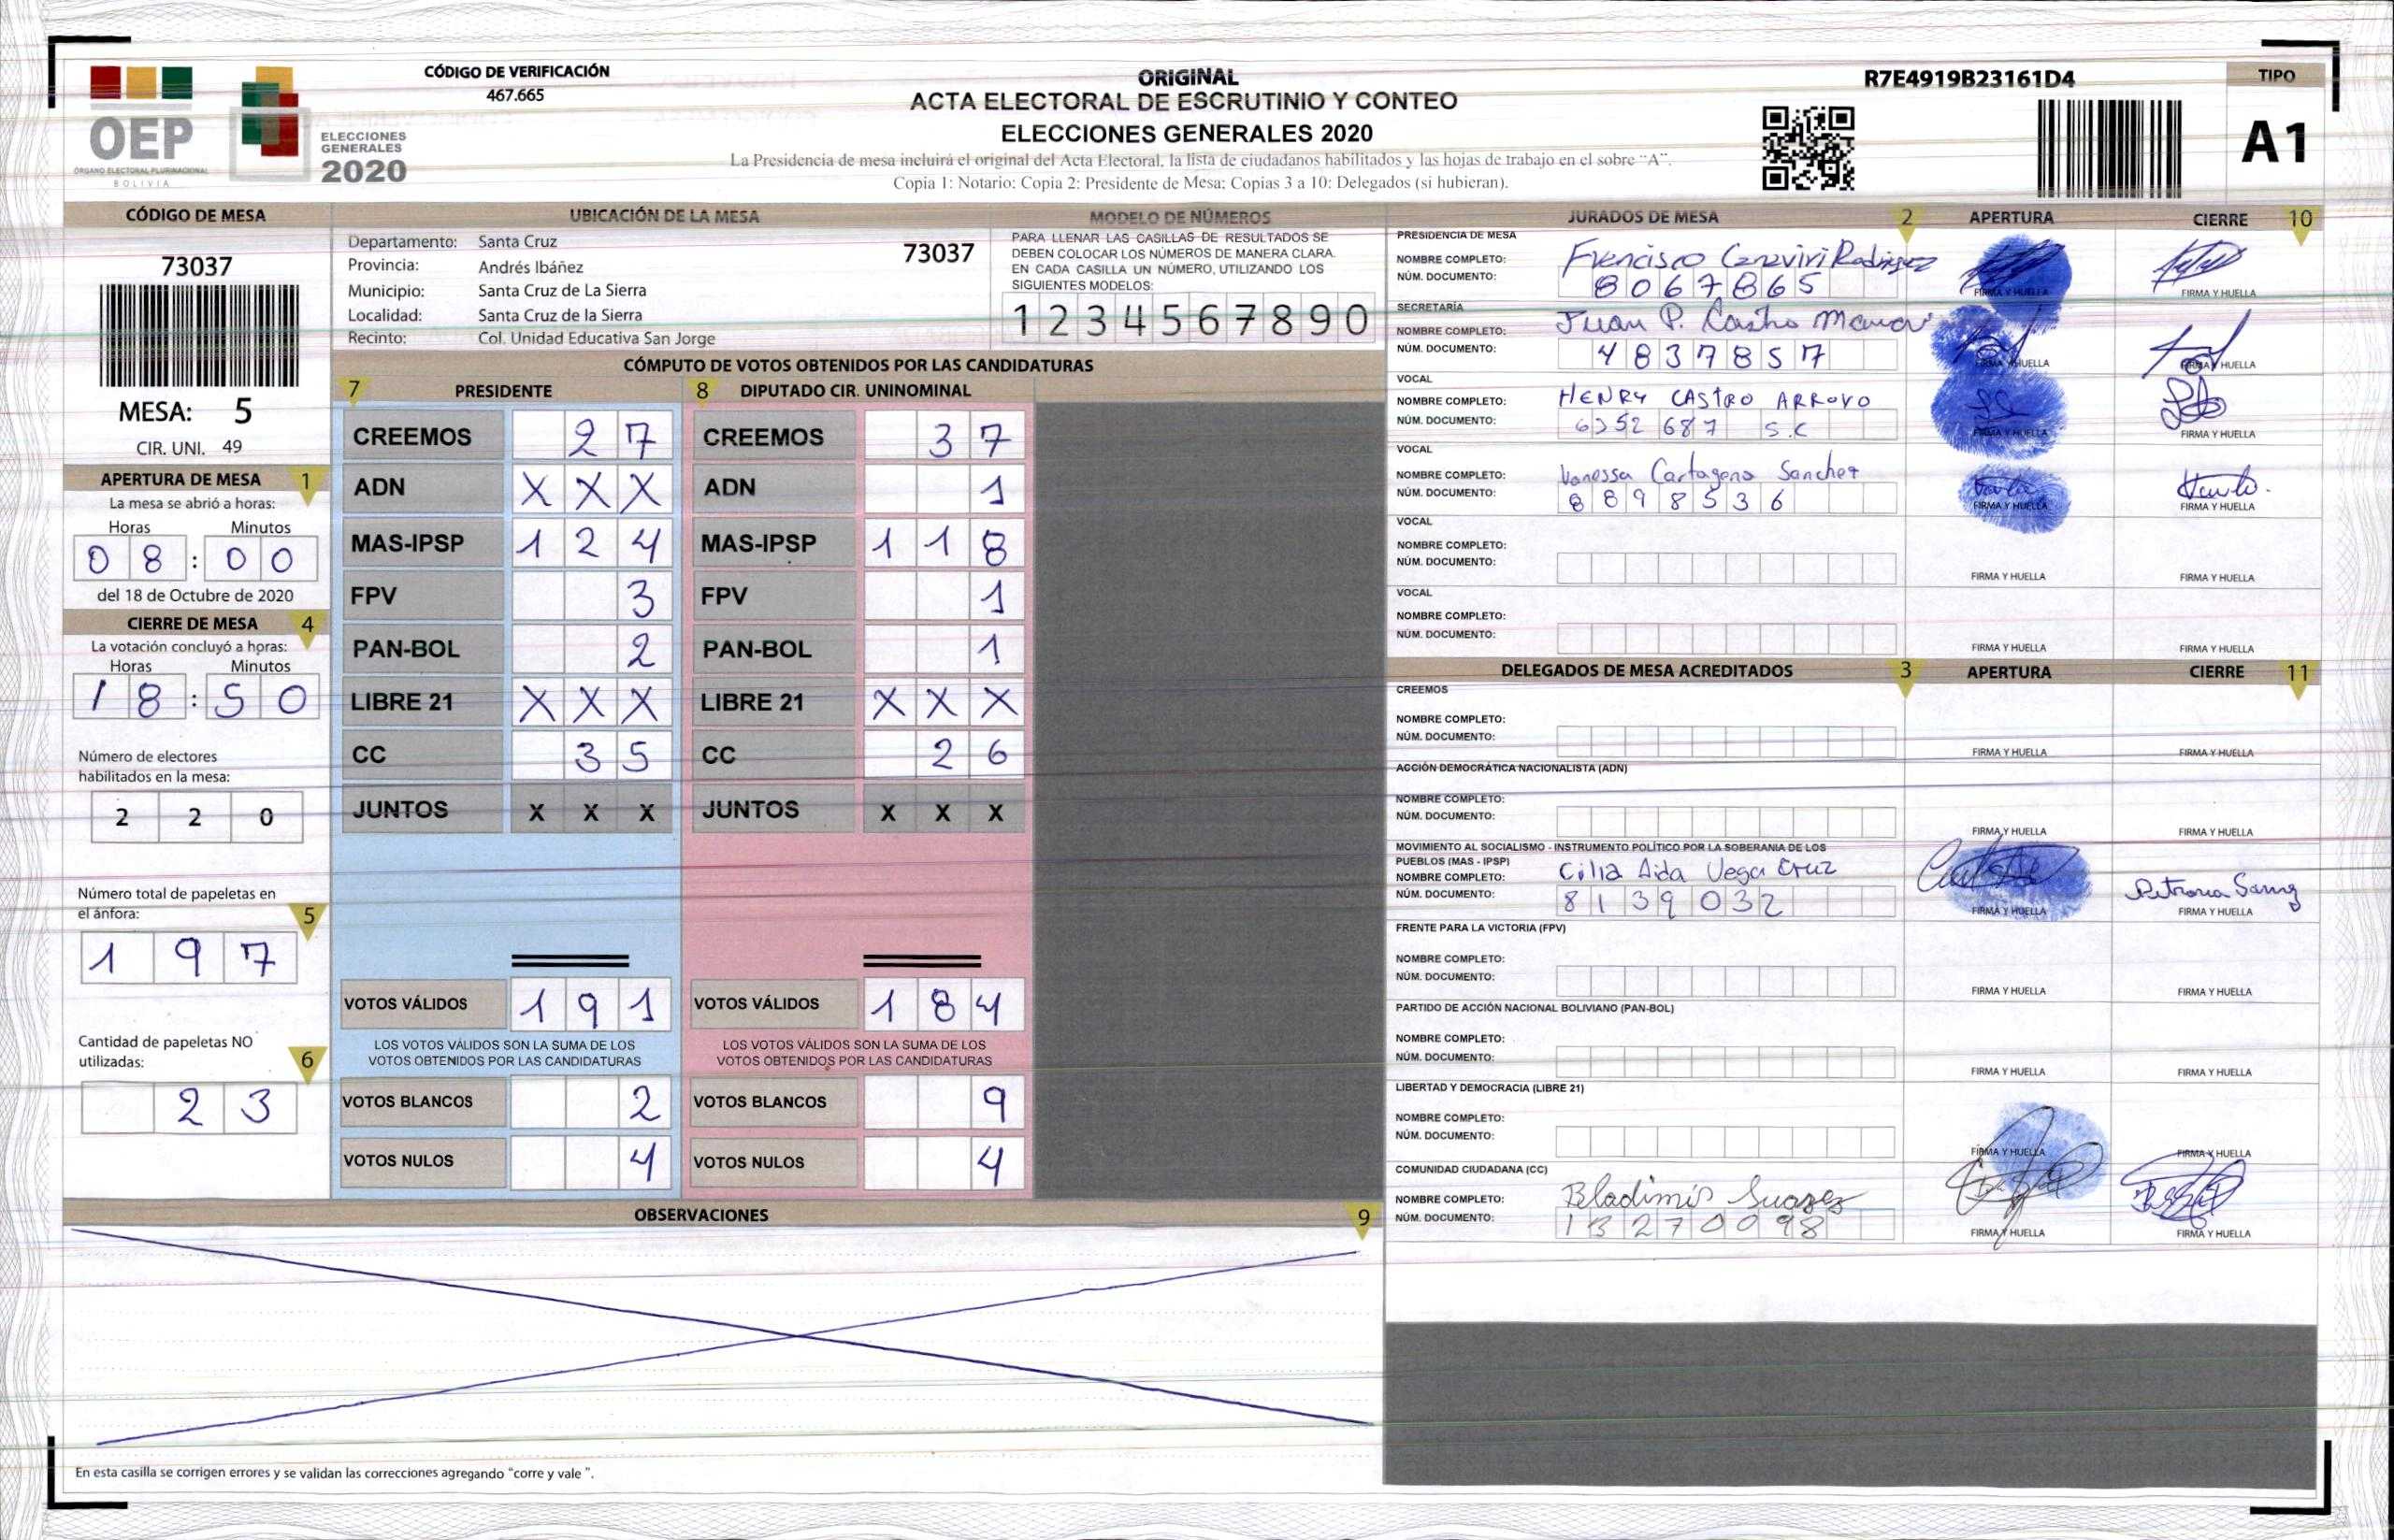 CÓDIGO DE VERIFICACIÓN
467.665
OEP
ÓRGANO ELECTORAL PLURINACIONAL
BOLIVIA
ELECCIONES
GENERALES
2020
ORIGINAL
ACTA ELECTORAL DE ESCRUTINIO Y CONTEO
ELECCIONES GENERALES 2020
La Presidencia de mesa incluirá el original del Acta Electoral, la lista de ciudadanos habilitados y las hojas de trabajo en el sobre "A".
Copia 1: Notario; Copia 2: Presidente de Mesa; Copias 3 a 10: Delegados (si hubieran).
R7E4919B23161D4
TIPO
A1
CÓDIGO DE MESA
73037
MESA: 5
CIR. UNI. 49
APERTURA DE MESA 1
La mesa se abrió a horas:
Horas Minutos
08:00
del 18 de Octubre de 2020
CIERRE DE MESA 4
La votación concluyó a horas:
Horas Minutos
18:50
Número de electores
habilitados en la mesa:
2 2 0
Número total de papeletas en
el ánfora: 5
1 9 7
Cantidad de papeletas NO
utilizadas: 6
2 3
UBICACIÓN DE LA MESA
Departamento: Santa Cruz
73037
Provincia: Andrés Ibáñez
Municipio: Santa Cruz de La Sierra
Localidad: Santa Cruz de la Sierra
Recinto: Col. Unidad Educativa San Jorge
MODELO DE NÚMEROS
PARA LLENAR LAS CASILLAS DE RESULTADOS SE
DEBEN COLOCAR LOS NÚMEROS DE MANERA CLARA.
EN CADA CASILLA UN NÚMERO, UTILIZANDO LOS
SIGUIENTES MODELOS:
1 2 3 4 5 6 7 8 9 0
CÓMPUTO DE VOTOS OBTENIDOS POR LAS CANDIDATURAS
7 PRESIDENTE 8 DIPUTADO CIR. UNINOMINAL
CREEMOS 2 7 CREEMOS 3 7
ADN X X X ADN 1
MAS-IPSP 1 2 4 MAS-IPSP 1 1 8
FPV 3 FPV 1
PAN-BOL 2 PAN-BOL 1
LIBRE 21 X X X LIBRE 21 X X X
CC 3 5 CC 2 6
JUNTOS X X X JUNTOS X X X
VOTOS VÁLIDOS 1 9 1 VOTOS VÁLIDOS 1 8 4
LOS VOTOS VÁLIDOS SON LA SUMA DE LOS LOS VOTOS VÁLIDOS SON LA SUMA DE LOS
VOTOS OBTENIDOS POR LAS CANDIDATURAS VOTOS OBTENIDOS POR LAS CANDIDATURAS
VOTOS BLANCOS 2 VOTOS BLANCOS 9
VOTOS NULOS 4 VOTOS NULOS 4
OBSERVACIONES 9
En esta casilla se corrigen errores y se validan las correcciones agregando "corre y vale".
JURADOS DE MESA 2 APERTURA CIERRE 10
PRESIDENCIA DE MESA
NOMBRE COMPLETO: Francisco
NÚM. DOCUMENTO: 8067865
FIRMA Y HUELLA FIRMA Y HUELLA
SECRETARÍA
NOMBRE COMPLETO: Juan P. Castro
NÚM. DOCUMENTO: 4837857
FIRMA Y HUELLA FIRMA Y HUELLA
VOCAL
NOMBRE COMPLETO: HENRY CASTRO ARROYO
NÚM. DOCUMENTO: 6352687 S.C
FIRMA Y HUELLA FIRMA Y HUELLA
VOCAL
NOMBRE COMPLETO: Vanessa Cartagena Sanchez
NÚM. DOCUMENTO: 8898536
FIRMA Y HUELLA FIRMA Y HUELLA
VOCAL
NOMBRE COMPLETO:
NÚM. DOCUMENTO:
FIRMA Y HUELLA FIRMA Y HUELLA
VOCAL
NOMBRE COMPLETO:
NÚM. DOCUMENTO:
FIRMA Y HUELLA FIRMA Y HUELLA
DELEGADOS DE MESA ACREDITADOS 3 APERTURA CIERRE 11
CREEMOS
NOMBRE COMPLETO:
NÚM. DOCUMENTO:
FIRMA Y HUELLA FIRMA Y HUELLA
ACCIÓN DEMOCRÁTICA NACIONALISTA (ADN)
NOMBRE COMPLETO:
NÚM. DOCUMENTO:
FIRMA Y HUELLA FIRMA Y HUELLA
MOVIMIENTO AL SOCIALISMO - INSTRUMENTO POLÍTICO POR LA SOBERANIA DE LOS
PUEBLOS (MAS - IPSP)
NOMBRE COMPLETO: Cilia Aida Vega Cruz
NÚM. DOCUMENTO: 8139032
FIRMA Y HUELLA FIRMA Y HUELLA
FRENTE PARA LA VICTORIA (FPV)
NOMBRE COMPLETO:
NÚM. DOCUMENTO:
FIRMA Y HUELLA FIRMA Y HUELLA
PARTIDO DE ACCIÓN NACIONAL BOLIVIANO (PAN-BOL)
NOMBRE COMPLETO:
NÚM. DOCUMENTO:
FIRMA Y HUELLA FIRMA Y HUELLA
LIBERTAD Y DEMOCRACIA (LIBRE 21)
NOMBRE COMPLETO:
NÚM. DOCUMENTO:
FIRMA Y HUELLA FIRMA Y HUELLA
COMUNIDAD CIUDADANA (CC)
NOMBRE COMPLETO: Bladimir Suarez
NÚM. DOCUMENTO: 13270098
FIRMA Y HUELLA FIRMA Y HUELLA